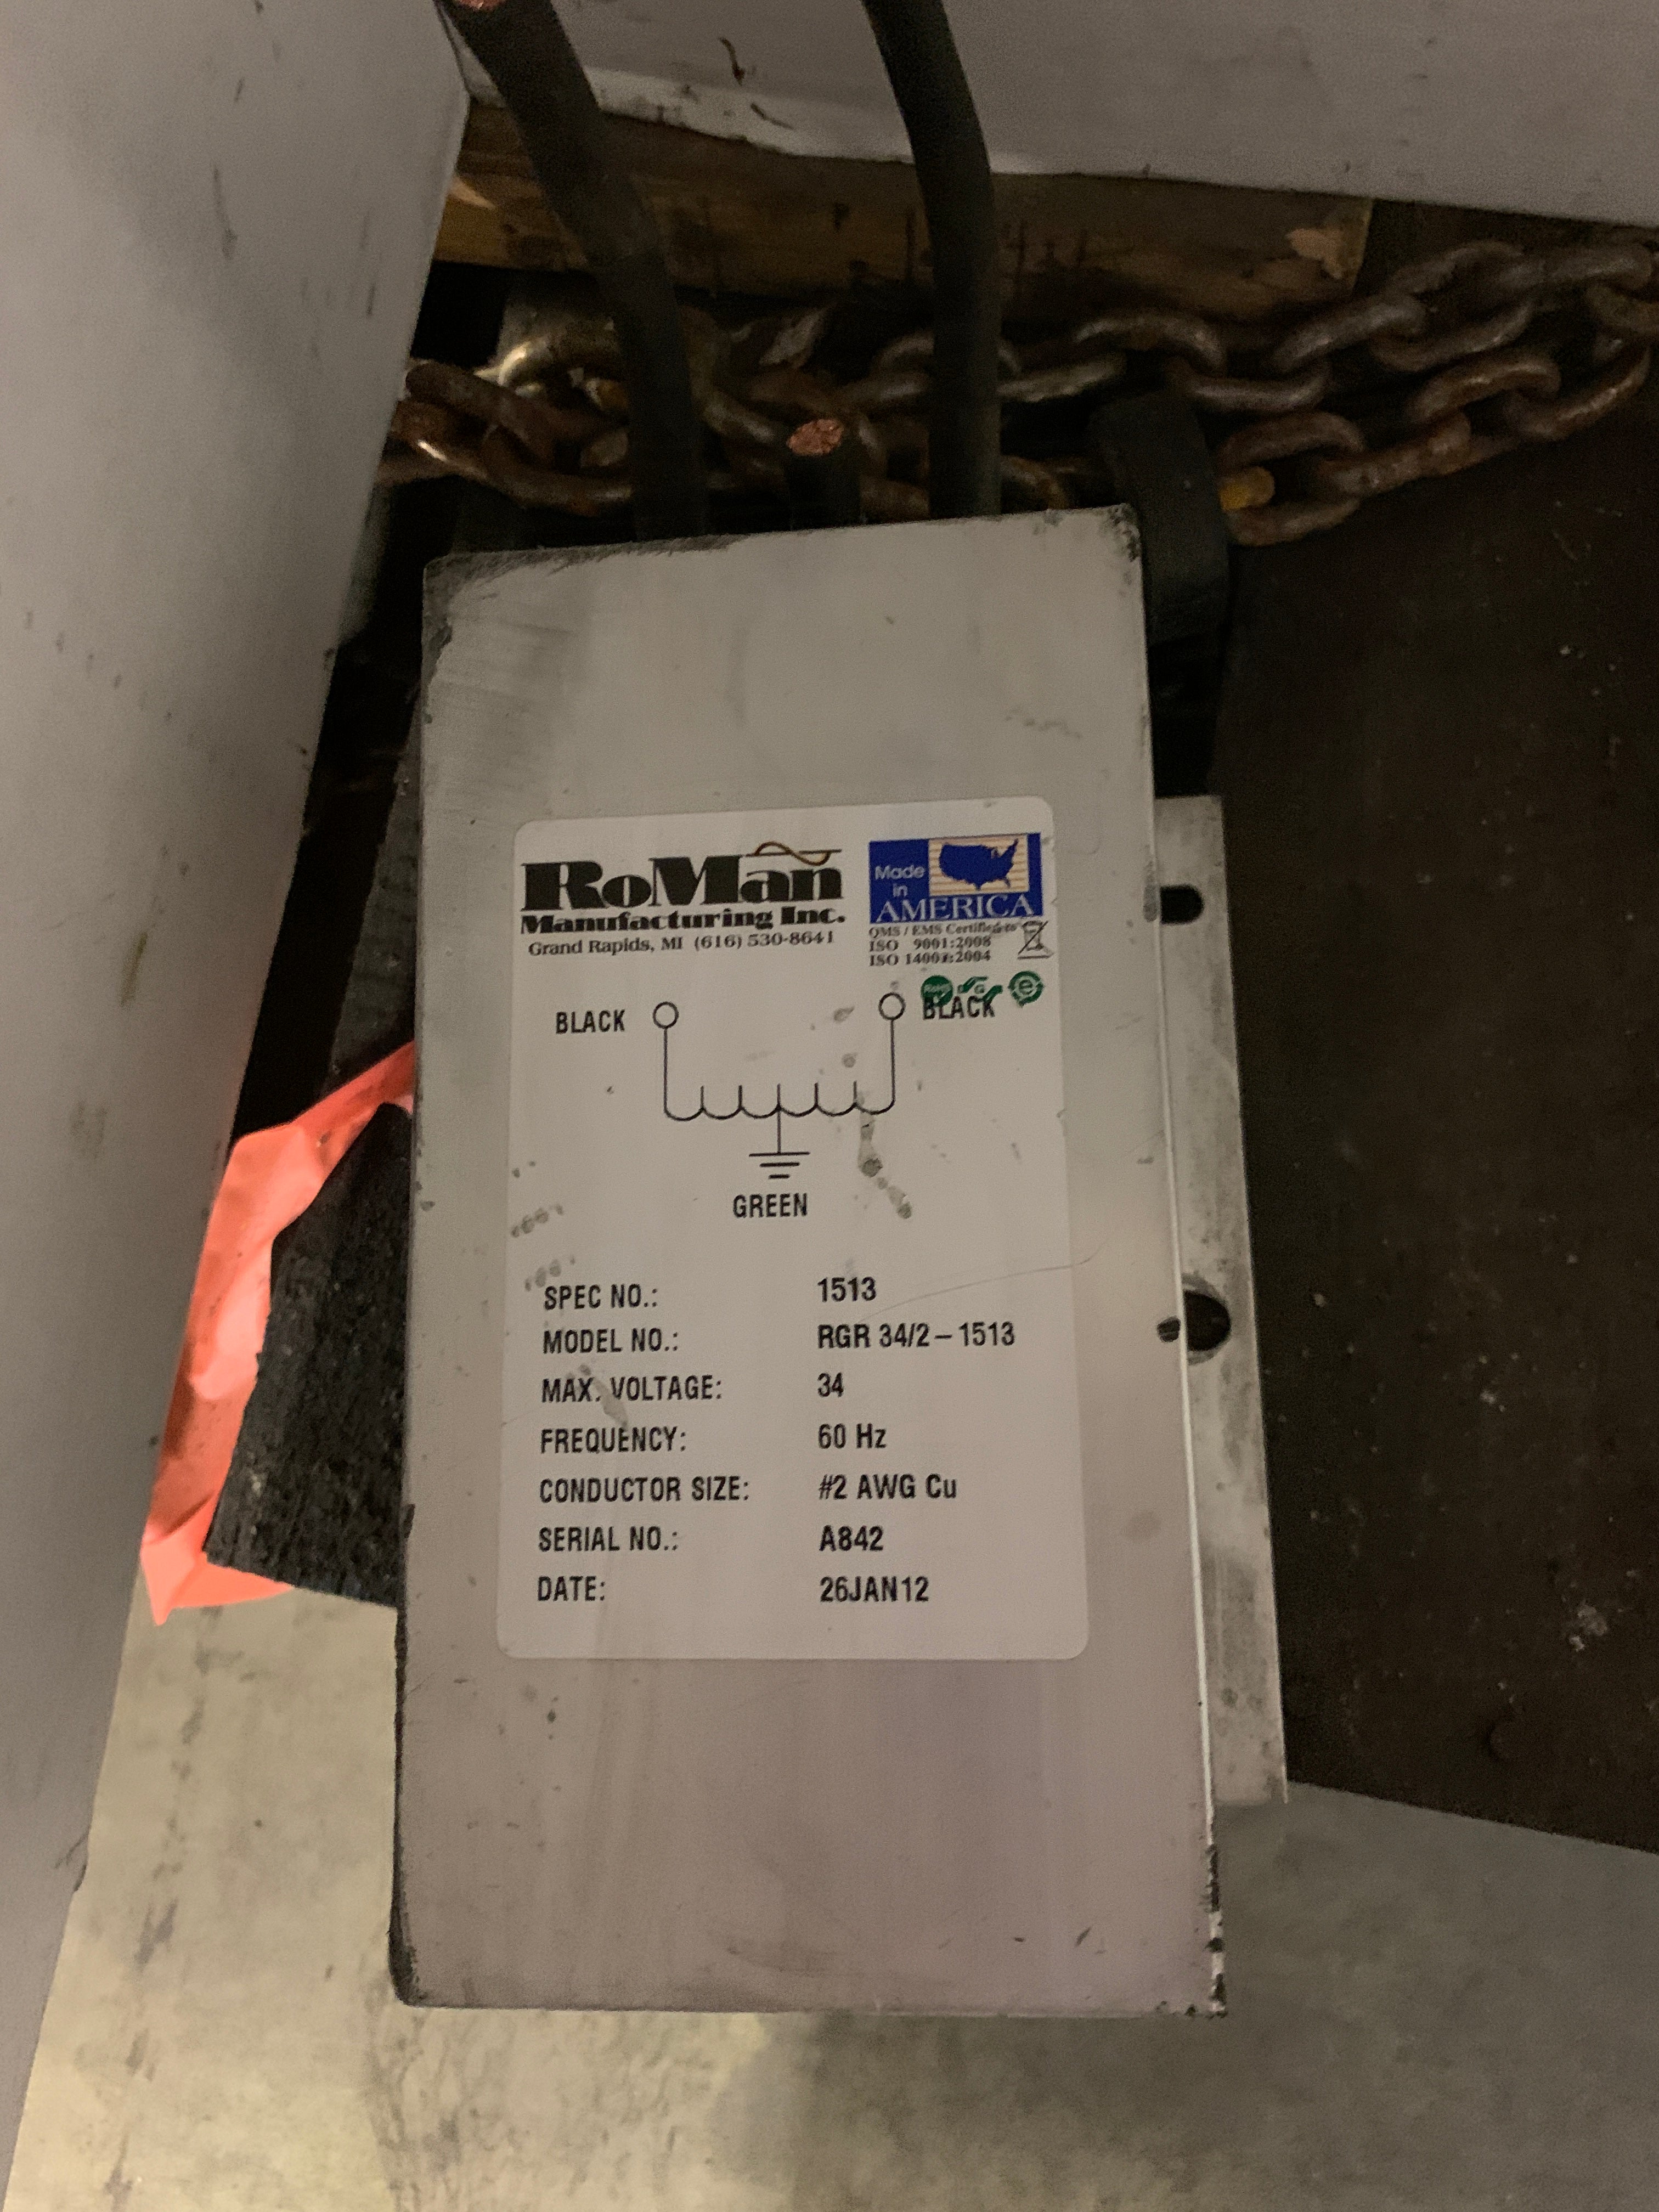 RoMan
Manufacturing Inc.
Grand Rapids, MI (616) 530-8641
Made
in
AMERICA
QMS / EMS Certified to
ISO 9001:2008
ISO 14001:2004
BLACK
BLACK
GREEN
SPEC NO.: 1513
MODEL NO.: RGR 34/2 – 1513
MAX. VOLTAGE: 34
FREQUENCY: 60 Hz
CONDUCTOR SIZE: #2 AWG Cu
SERIAL NO.: A842
DATE: 26JAN12